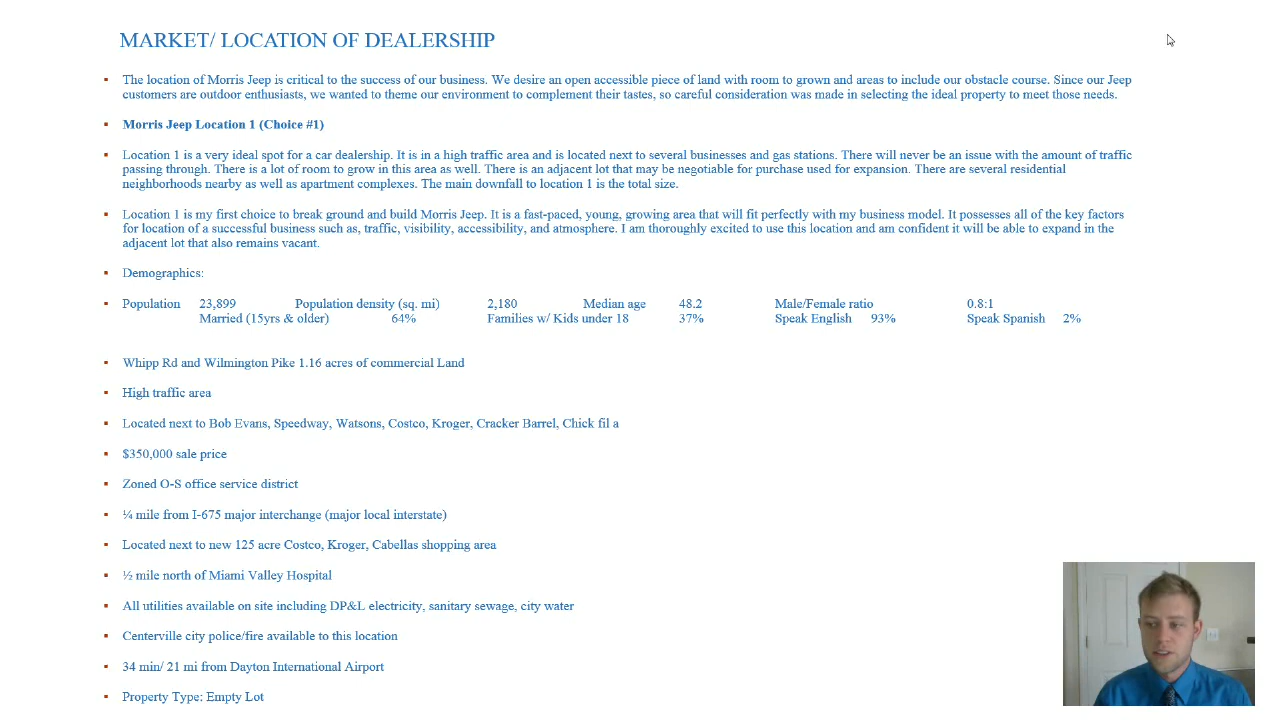 MARKET/ LOCATION OF DEALERSHIP
▪ The location of Morris Jeep is critical to the success of our business. We desire an open accessible piece of land with room to grown and areas to include our obstacle course. Since our Jeep
customers are outdoor enthusiasts, we wanted to theme our environment to complement their tastes, so careful consideration was made in selecting the ideal property to meet those needs.
▪ Morris Jeep Location 1 (Choice #1)
▪ Location 1 is a very ideal spot for a car dealership. It is in a high traffic area and is located next to several businesses and gas stations. There will never be an issue with the amount of traffic
passing through. There is a lot of room to grow in this area as well. There is an adjacent lot that may be negotiable for purchase used for expansion. There are several residential
neighborhoods nearby as well as apartment complexes. The main downfall to location 1 is the total size.
▪ Location 1 is my first choice to break ground and build Morris Jeep. It is a fast-paced, young, growing area that will fit perfectly with my business model. It possesses all of the key factors
for location of a successful business such as, traffic, visibility, accessibility, and atmosphere. I am thoroughly excited to use this location and am confident it will be able to expand in the
adjacent lot that also remains vacant.
▪ Demographics:
▪ Population 23,899 Population density (sq. mi) 2,180 Median age 48.2 Male/Female ratio 0.8:1
Married (15yrs & older) 64% Families w/ Kids under 18 37% Speak English 93% Speak Spanish 2%
▪ Whipp Rd and Wilmington Pike 1.16 acres of commercial Land
▪ High traffic area
▪ Located next to Bob Evans, Speedway, Watsons, Costco, Kroger, Cracker Barrel, Chick fil a
▪ $350,000 sale price
▪ Zoned O-S office service district
▪ ¼ mile from I-675 major interchange (major local interstate)
▪ Located next to new 125 acre Costco, Kroger, Cabellas shopping area
▪ ½ mile north of Miami Valley Hospital
▪ All utilities available on site including DP&L electricity, sanitary sewage, city water
▪ Centerville city police/fire available to this location
▪ 34 min/ 21 mi from Dayton International Airport
▪ Property Type: Empty Lot